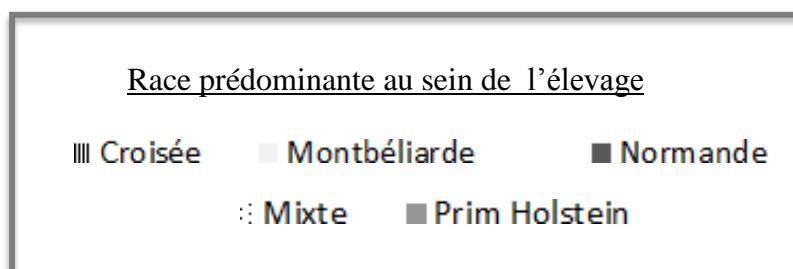 Race prédominante au sein de l’élevage
Croisée Montbéliarde Normande
Mixte Prim Holstein